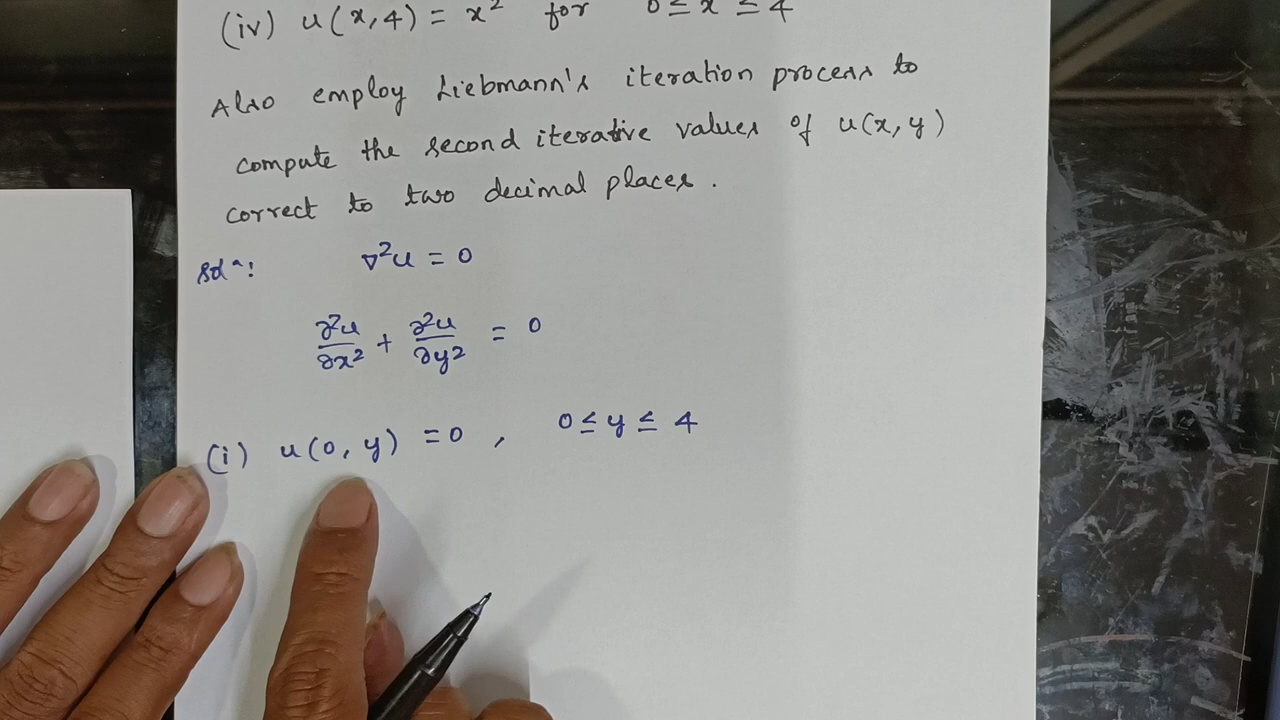 (iv) u(x,4) = x² for 0 ≤ x ≤ 4
Also employ Liebmann's iteration process to
compute the second iterative values of u(x,y)
correct to two decimal places.
Solⁿ: ∇²u = 0
∂²u/∂x² + ∂²u/∂y² = 0
(i) u(0,y) = 0 , 0 ≤ y ≤ 4